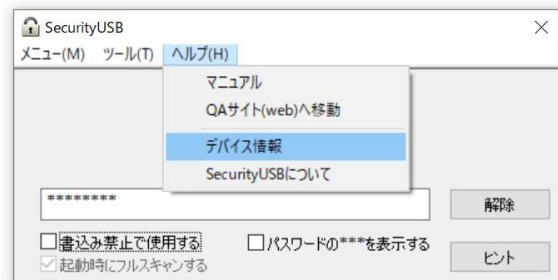 SecurityUSB
メニュー(M) ツール(T) ヘルプ(H)
マニュアル
QAサイト(web)へ移動
デバイス情報
SecurityUSBについて
********
解除
書込み禁止で使用する
パスワードの***を表示する
起動時にフルスキャンする
ヒント